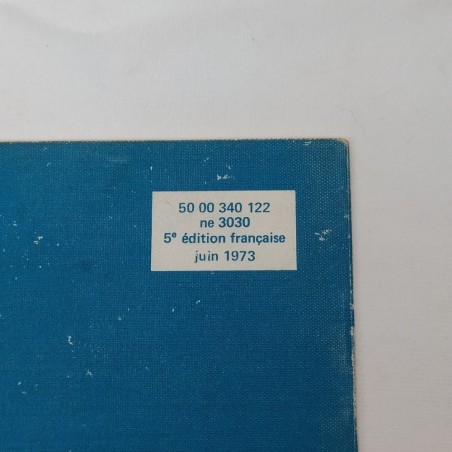 50 00 340 122
ne 3030
5e édition française
juin 1973